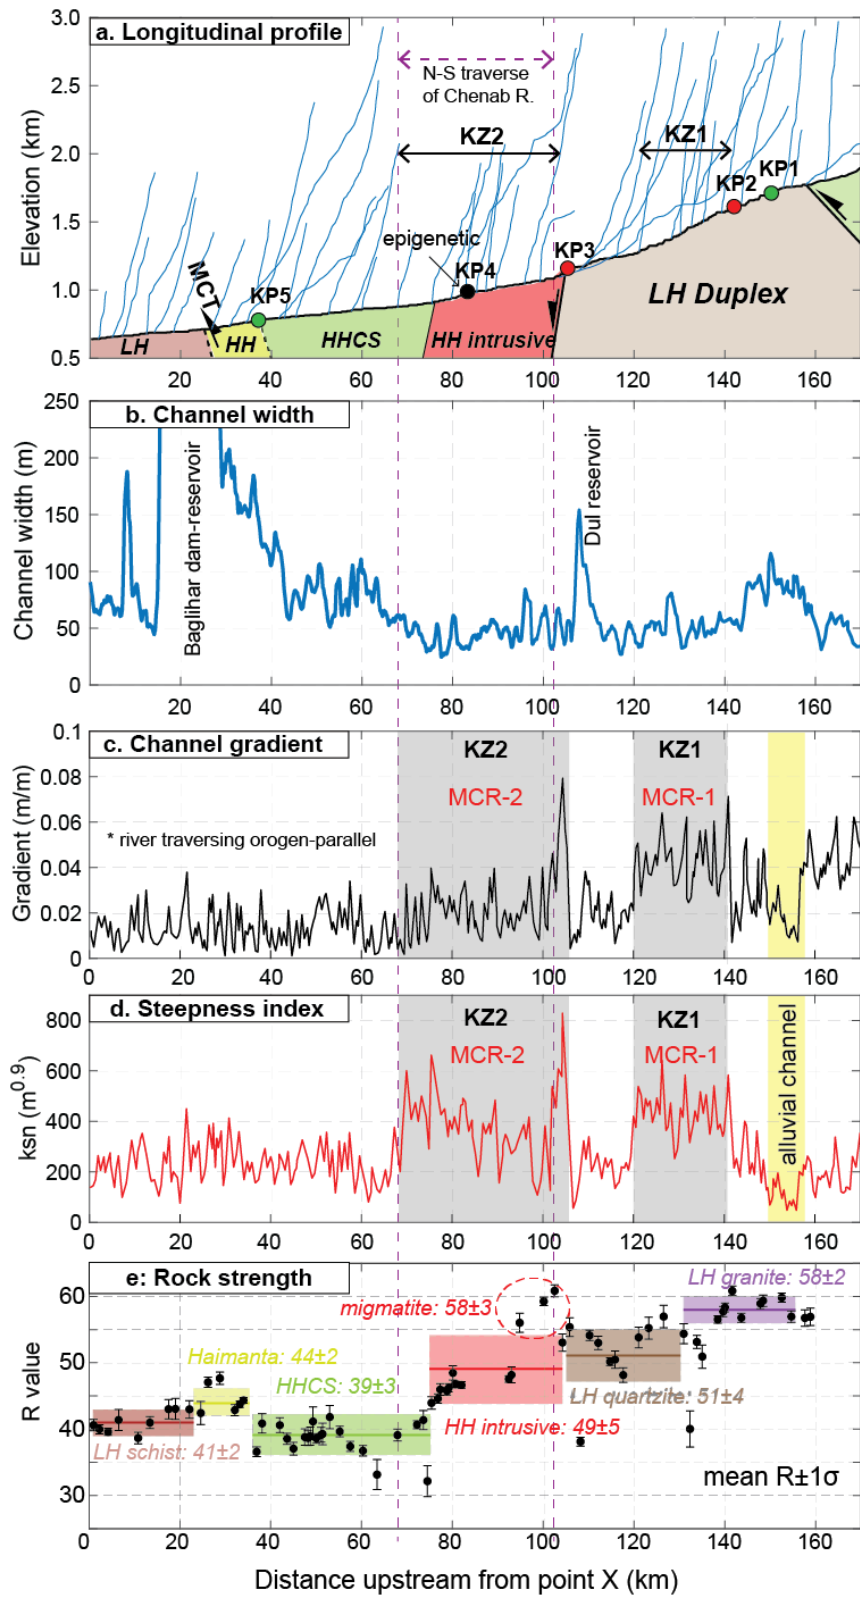 a. Longitudinal profile
3.0
2.5
2.0
1.5
1.0
0.5
Elevation (km)
N-S traverse
of Chenab R.
KZ2
KZ1
KP1
KP2
KP3
epigenetic
KP4
KP5
MCT
LH
HH
HHCS
HH intrusive
LH Duplex
20 40 60 80 100 120 140 160
b. Channel width
250
200
150
100
50
0
Channel width (m)
Baglihar dam-reservoir
Dul reservoir
20 40 60 80 100 120 140 160
c. Channel gradient
0.1
0.08
0.06
0.04
0.02
0
Gradient (m/m)
KZ2
MCR-2
KZ1
MCR-1
* river traversing orogen-parallel
0 20 40 60 80 100 120 140 160
d. Steepness index
800
600
400
200
0
ksn (m0.9)
KZ2
MCR-2
KZ1
MCR-1
alluvial channel
0 20 40 60 80 100 120 140 160
e: Rock strength
60
50
40
30
R value
LH granite: 58±2
migmatite: 58±3
Haimanta: 44±2
HHCS: 39±3
LH quartzite: 51±4
HH intrusive: 49±5
LH schist: 41±2
mean R±1σ
0 20 40 60 80 100 120 140 160
Distance upstream from point X (km)